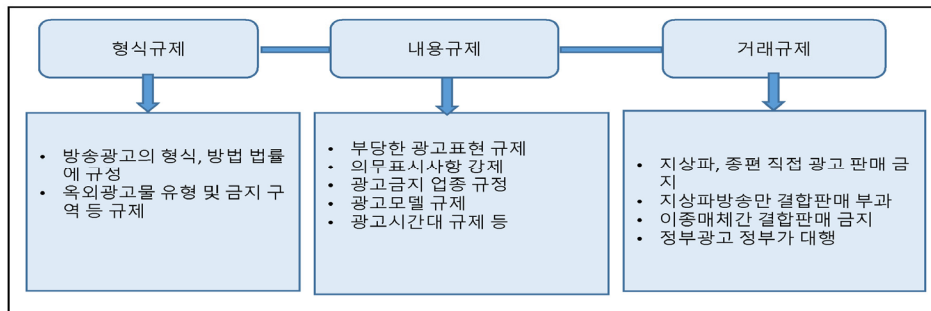 형식규제
내용규제
거래규제
• 방송광고의 형식, 방법 법률
에 규성
• 옥외광고물 유형 및 금지 구
역 등 규제
• 부당한 광고표현 규제
• 의무표시사항 강제
• 광고금지 업종 규정
• 광고모델 규제
• 광고시간대 규제 등
• 지상파, 종편 직접 광고 판매 금
지
• 지상파방송만 결합판매 부과
• 이종매체간 결합판매 금지
• 정부광고 정부가 대행